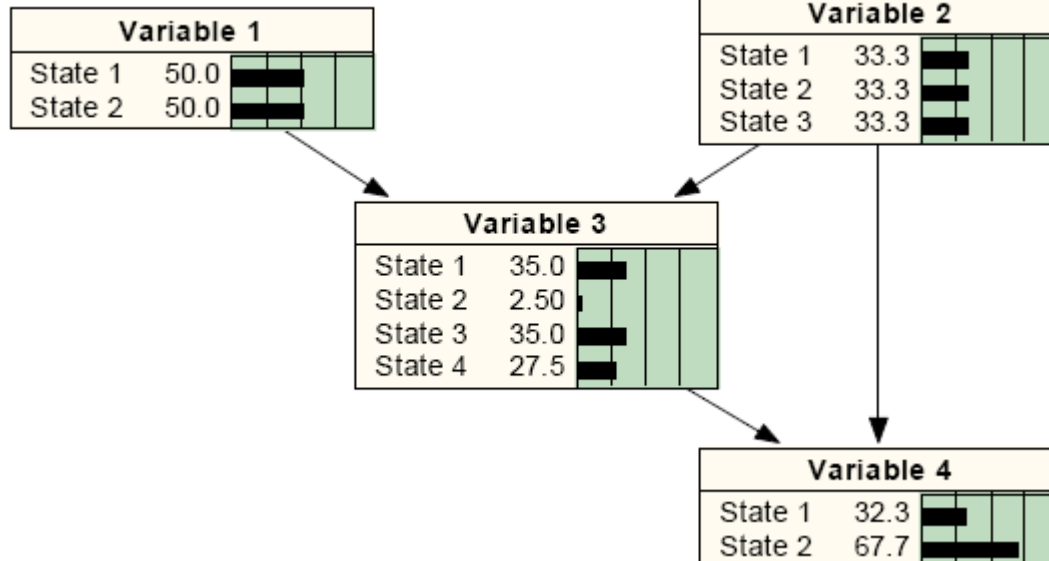 Variable 1
State 1 50.0
State 2 50.0
Variable 2
State 1 33.3
State 2 33.3
State 3 33.3
Variable 3
State 1 35.0
State 2 2.50
State 3 35.0
State 4 27.5
Variable 4
State 1 32.3
State 2 67.7